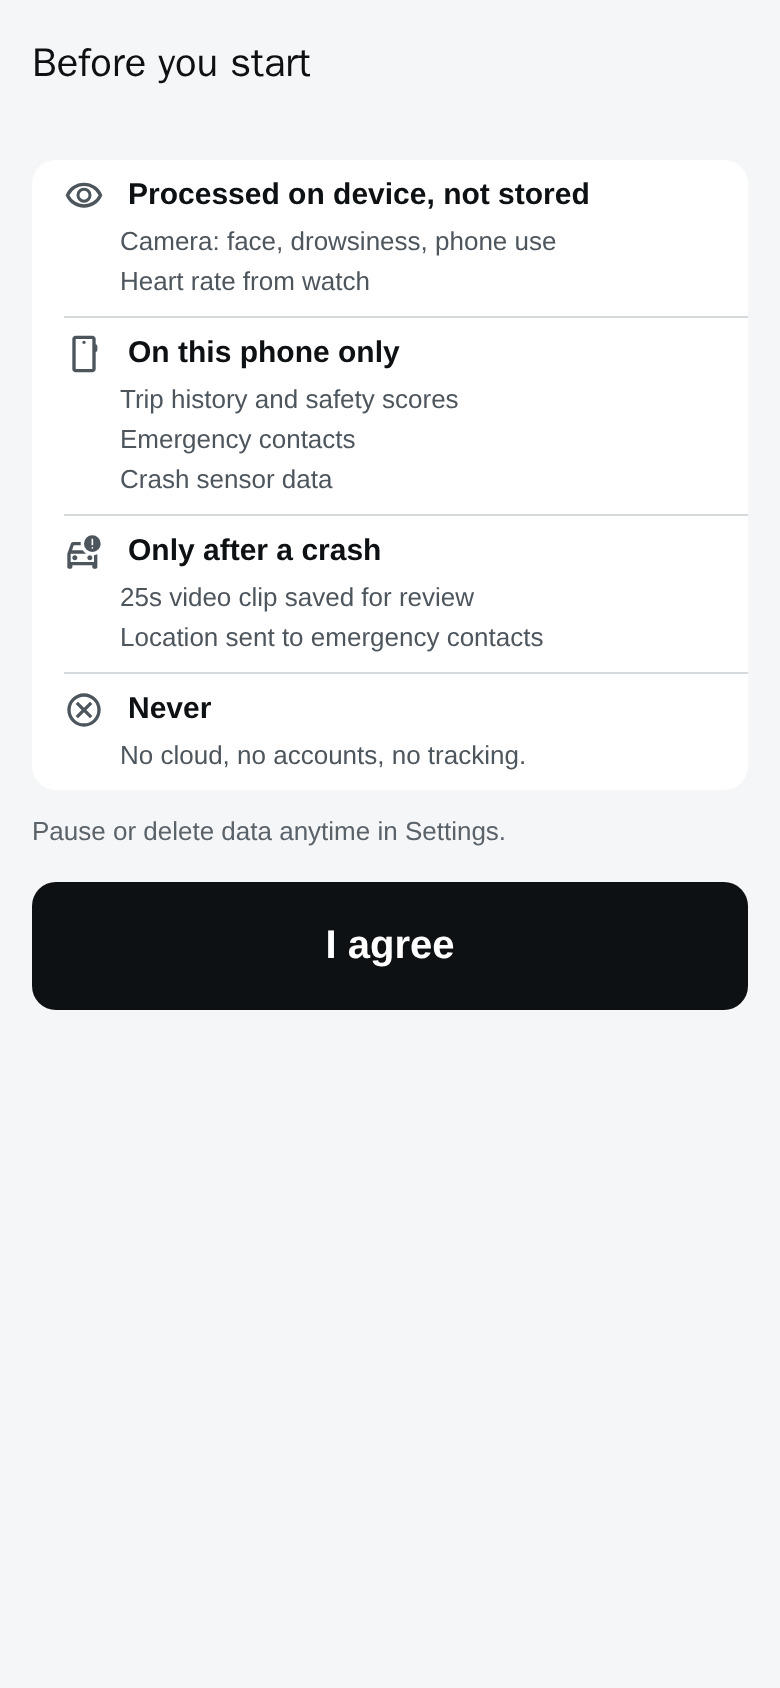 Before you start
Processed on device, not stored
Camera: face, drowsiness, phone use
Heart rate from watch
On this phone only
Trip history and safety scores
Emergency contacts
Crash sensor data
Only after a crash
25s video clip saved for review
Location sent to emergency contacts
Never
No cloud, no accounts, no tracking.
Pause or delete data anytime in Settings.
I agree